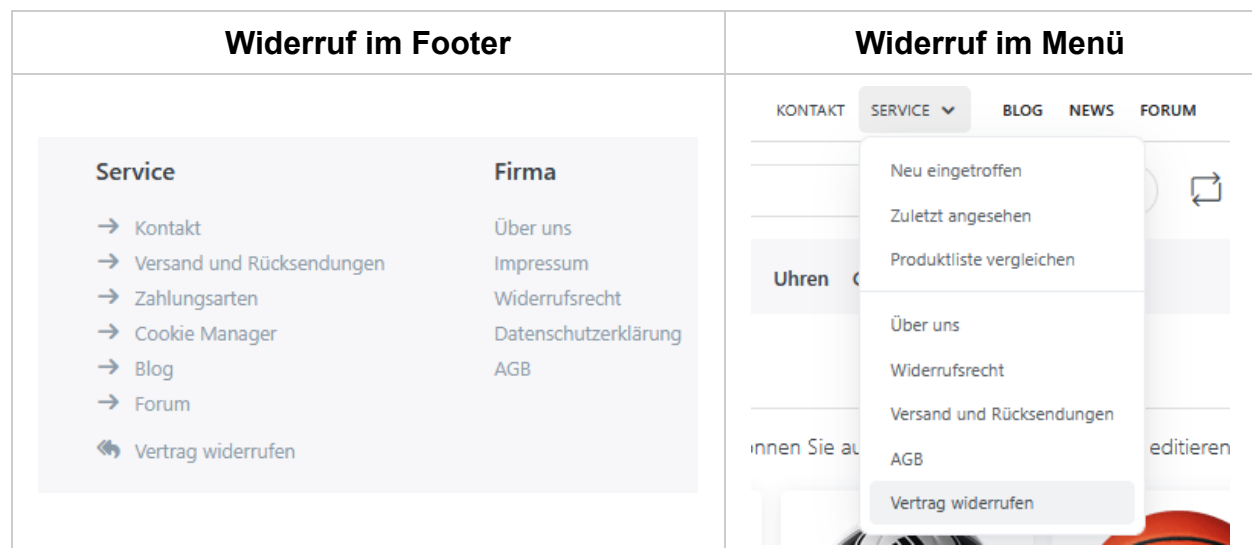 Widerruf im Footer
Widerruf im Menü
Service
Kontakt
Versand und Rücksendungen
Zahlungsarten
Cookie Manager
Blog
Forum
Vertrag widerrufen
Firma
Über uns
Impressum
Widerrufsrecht
Datenschutzerklärung
AGB
KONTAKT SERVICE BLOG NEWS FORUM
Neu eingetroffen
Zuletzt angesehen
Produktliste vergleichen
Uhren
Über uns
Widerrufsrecht
Versand und Rücksendungen
AGB
Vertrag widerrufen
Sie
editieren